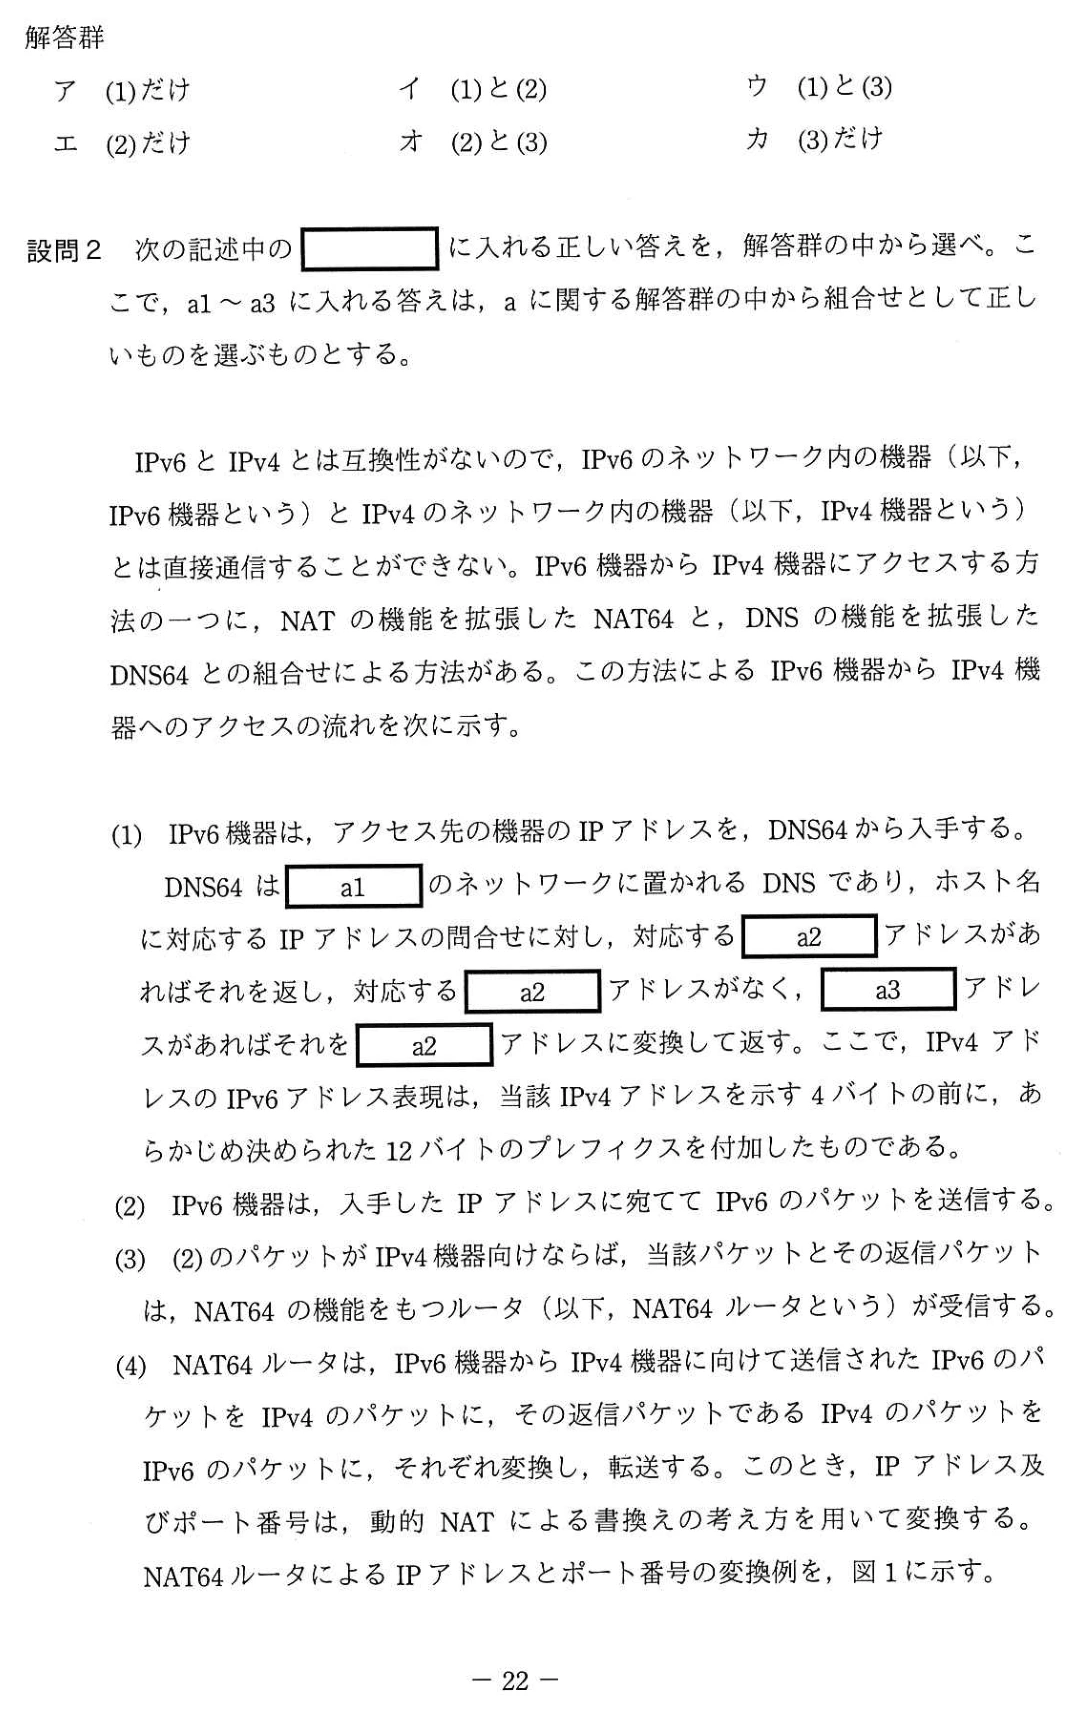 解答群
ア (1)だけ イ (1)と(2) ウ (1)と(3)
エ (2)だけ オ (2)と(3) カ (3)だけ
設問2 次の記述中の に入れる正しい答えを，解答群の中から選べ。こ
こで，a1～a3 に入れる答えは，a に関する解答群の中から組合せとして正し
いものを選ぶものとする。
IPv6 と IPv4 とは互換性がないので，IPv6 のネットワーク内の機器（以下，
IPv6 機器という）と IPv4 のネットワーク内の機器（以下，IPv4 機器という）
とは直接通信することができない。IPv6 機器から IPv4 機器にアクセスする方
法の一つに，NAT の機能を拡張した NAT64 と，DNS の機能を拡張した
DNS64 との組合せによる方法がある。この方法による IPv6 機器から IPv4 機
器へのアクセスの流れを次に示す。
(1) IPv6 機器は，アクセス先の機器の IP アドレスを，DNS64 から入手する。
DNS64 は a1 のネットワークに置かれる DNS であり，ホスト名
に対応する IP アドレスの問合せに対し，対応する a2 アドレスがあ
ればそれを返し，対応する a2 アドレスがなく， a3 アドレ
スがあればそれを a2 アドレスに変換して返す。ここで，IPv4 アド
レスの IPv6 アドレス表現は，当該 IPv4 アドレスを示す 4 バイトの前に，あ
らかじめ決められた 12 バイトのプレフィクスを付加したものである。
(2) IPv6 機器は，入手した IP アドレスに宛てて IPv6 のパケットを送信する。
(3) (2)のパケットが IPv4 機器向けならば，当該パケットとその返信パケット
は，NAT64 の機能をもつルータ（以下，NAT64 ルータという）が受信する。
(4) NAT64 ルータは，IPv6 機器から IPv4 機器に向けて送信された IPv6 のパ
ケットを IPv4 のパケットに，その返信パケットである IPv4 のパケットを
IPv6 のパケットに，それぞれ変換し，転送する。このとき，IP アドレス及
びポート番号は，動的 NAT による書換えの考え方を用いて変換する。
NAT64 ルータによる IP アドレスとポート番号の変換例を，図 1 に示す。
－ 22 －